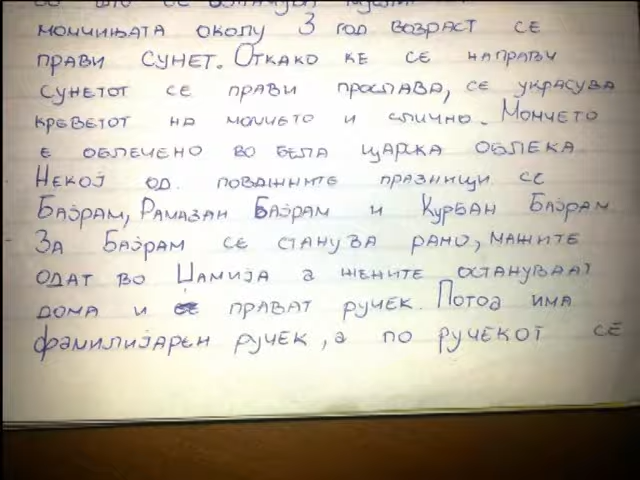 момчињата околу 3 год возраст се
прави сунет. Откако ке се направи
сунетот се прави прослава, се украсува
креветот на момчето и слично. Момчето
е облечено во бела царска облека
Некој од поважните празници се
Бајрам, Рамазан Бајрам и Курбан Бајрам
За Бајрам се станува рано, мажите
одат во Џамија а жените остануваат
дома и прават ручек. Потоа има
фамилијарен ручек, а по ручекот се